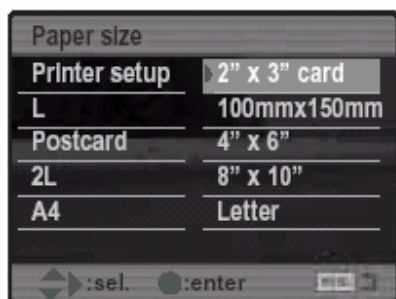 Paper size
Printer setup 2” x 3” card
L 100mmx150mm
Postcard 4” x 6”
2L 8” x 10”
A4 Letter
:sel. :enter